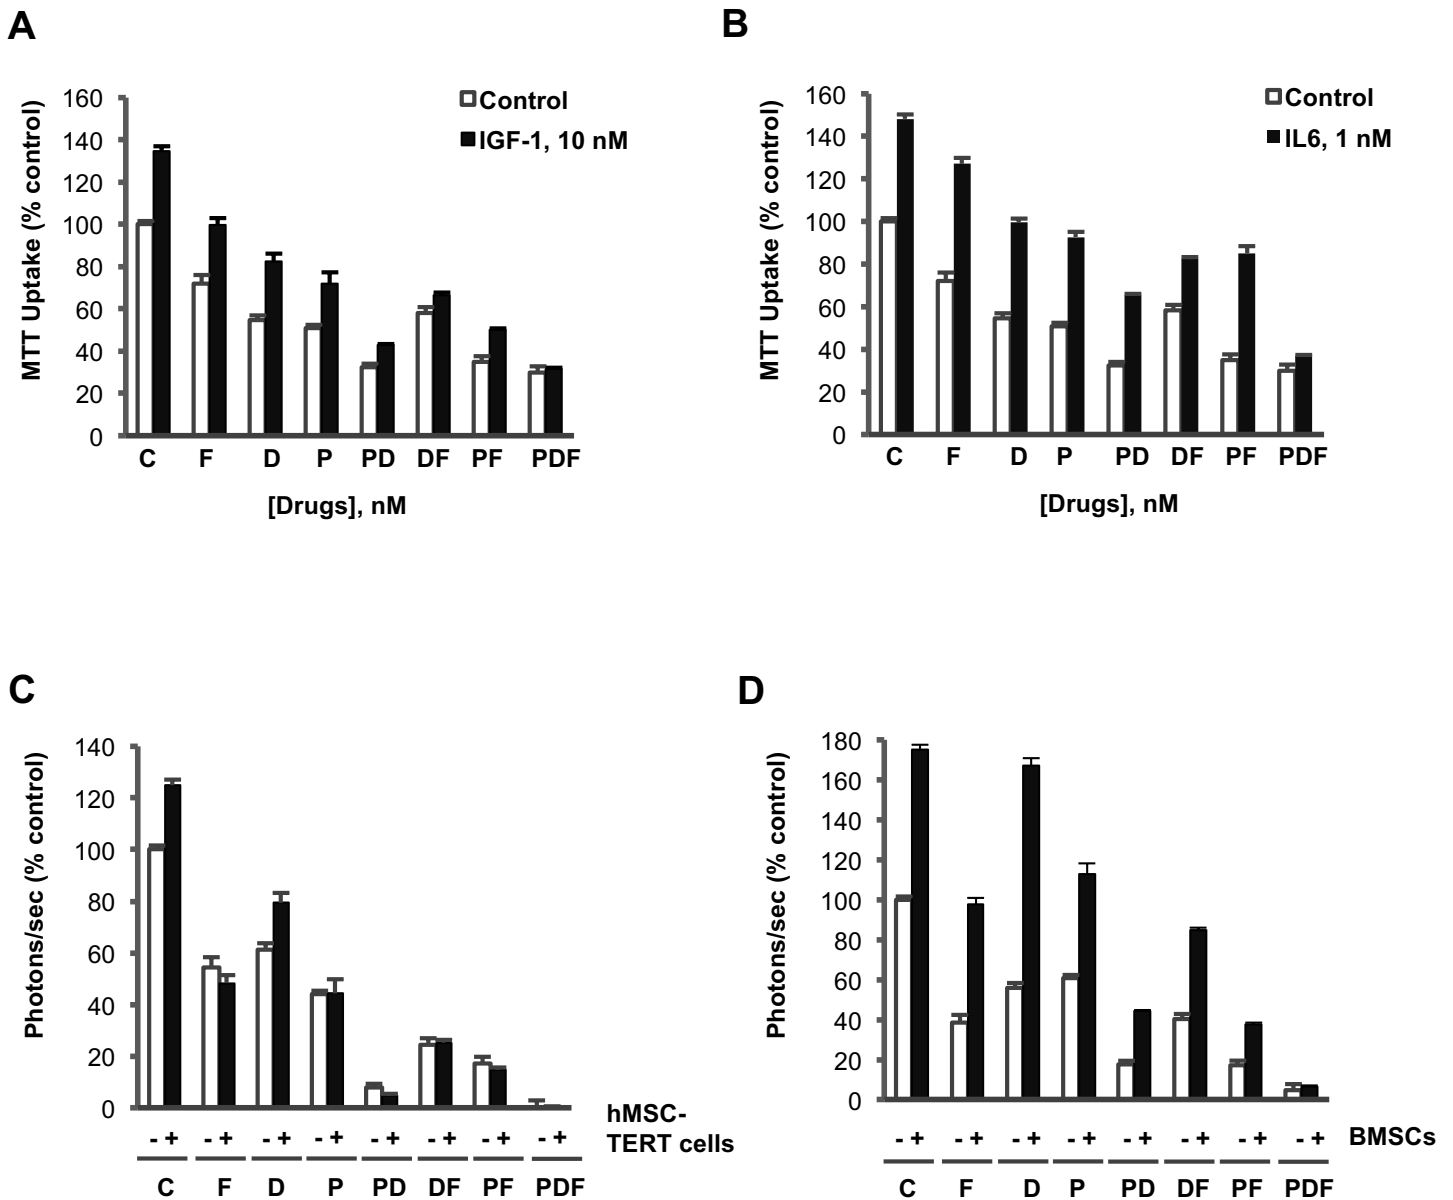 A
MTT Uptake (% control)
160
140
120
100
80
60
40
20
0
Control
IGF-1, 10 nM
C F D P PD DF PF PDF
[Drugs], nM
B
MTT Uptake (% control)
160
140
120
100
80
60
40
20
0
Control
IL6, 1 nM
C F D P PD DF PF PDF
[Drugs], nM
C
Photons/sec (% control)
140
120
100
80
60
40
20
0
- + - + - + - + - + - + - + - +
hMSC-
TERT cells
C F D P PD DF PF PDF
D
Photons/sec (% control)
180
160
140
120
100
80
60
40
20
0
- + - + - + - + - + - + - + - +
BMSCs
C F D P PD DF PF PDF